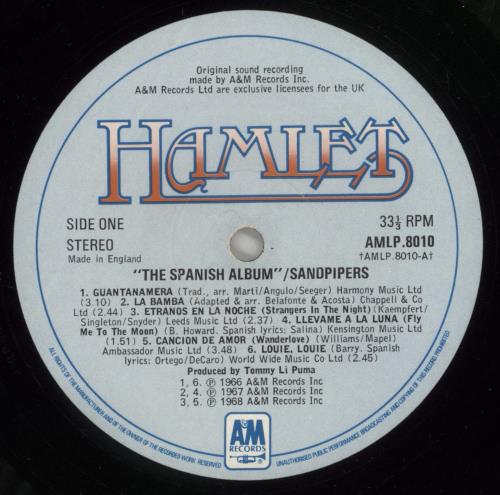 Original sound recording
made by A&M Records Inc.
A&M Records Ltd are exclusive licensees for the UK
HAMLET
SIDE ONE
STEREO
Made in England
33⅓ RPM
AMLP.8010
†AMLP.8010-A†
"THE SPANISH ALBUM"/SANDPIPERS
1. GUANTANAMERA (Trad., arr. Marti/Angulo/Seeger) Harmony Music Ltd
(3.10) 2. LA BAMBA (Adapted & arr. Belafonte & Acosta) Chappell & Co
Ltd (2.44) 3. ETRANOS EN LA NOCHE (Strangers In The Night) (Kaempfert/
Singleton/Snyder) Leeds Music Ltd (2.37) 4. LLEVAME A LA LUNA (Fly
Me To The Moon) (B. Howard. Spanish lyrics: Salina) Kensington Music Ltd
(1.51) 5. CANCION DE AMOR (Wanderlove) (Williams/Mapel)
Ambassador Music Ltd (3.48) 6. LOUIE, LOUIE (Barry. Spanish
lyrics: Ortego/DeCaro) World Wide Music Co Ltd (2.45)
Produced by Tommy Li Puma
1, 6. ℗ 1966 A&M Records Inc
2, 4. ℗ 1967 A&M Records Inc
3, 5. ℗ 1968 A&M Records Inc
ALL RIGHTS OF THE MANUFACTURER AND OF THE OWNER OF THE RECORDED WORK RESERVED
A&M
RECORDS
UNAUTHORISED PUBLIC PERFORMANCE BROADCASTING AND COPYING OF THIS RECORD PROHIBITED